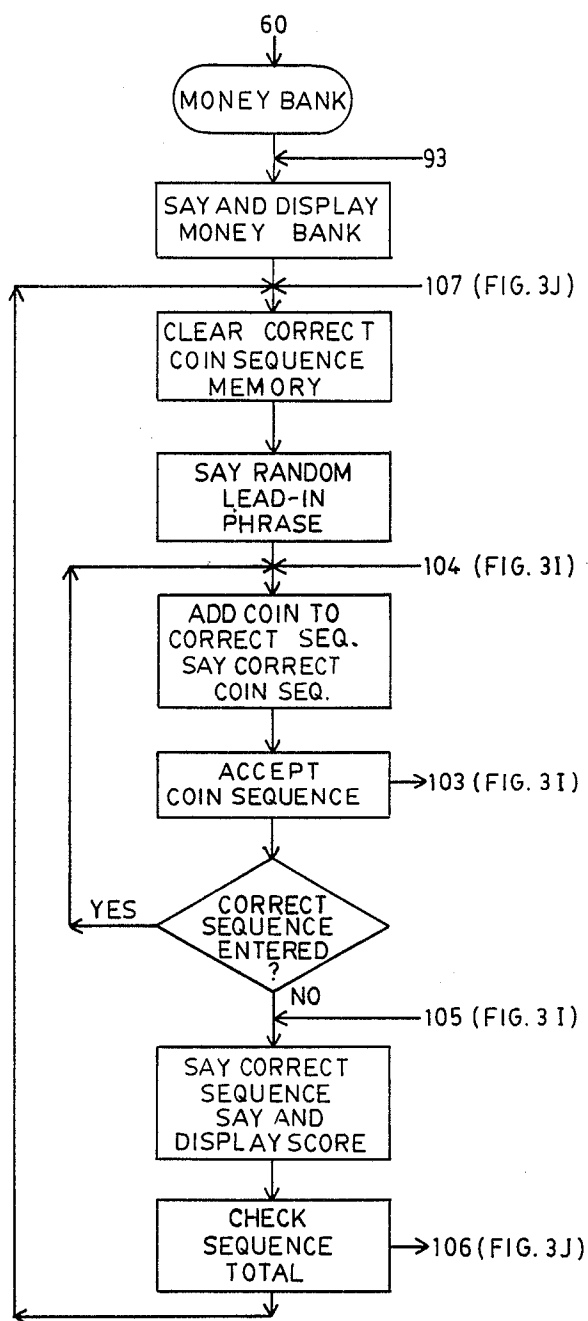 60
MONEY BANK
93
SAY AND DISPLAY
MONEY BANK
107 (FIG. 3J)
CLEAR CORRECT
COIN SEQUENCE
MEMORY
SAY RANDOM
LEAD-IN
PHRASE
104 (FIG. 3I)
ADD COIN TO
CORRECT SEQ.
SAY CORRECT
COIN SEQ.
ACCEPT
COIN SEQUENCE
103 (FIG. 3I)
YES
CORRECT
SEQUENCE
ENTERED
?
NO
105 (FIG. 3 I)
SAY CORRECT
SEQUENCE
SAY AND
DISPLAY SCORE
CHECK
SEQUENCE
TOTAL
106 (FIG. 3J)